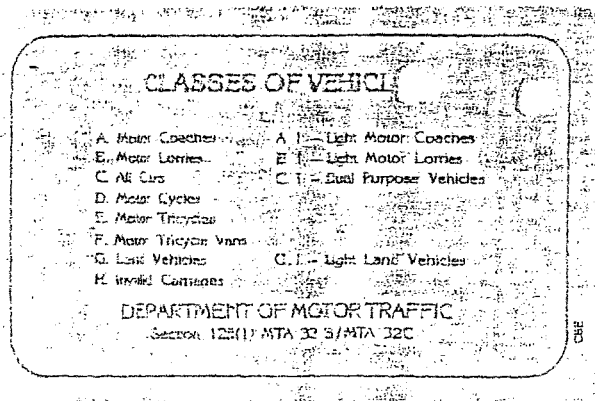 CLASSES OF VEHICL
A. Motor Coaches A 1 – Light Motor Coaches
B. Motor Lorries B 1 – Light Motor Lorries
C. All Cars C 1 – Dual Purpose Vehicles
D. Motor Cycles
E. Motor Tricycles
F. Motor Tricycle Vans
G. Land Vehicles G. 1 – Light Land Vehicles
H. Invalid Carriages
DEPARTMENT OF MOTOR TRAFFIC
Section 126(1) MTA 32 S/MTA 32C
CBE